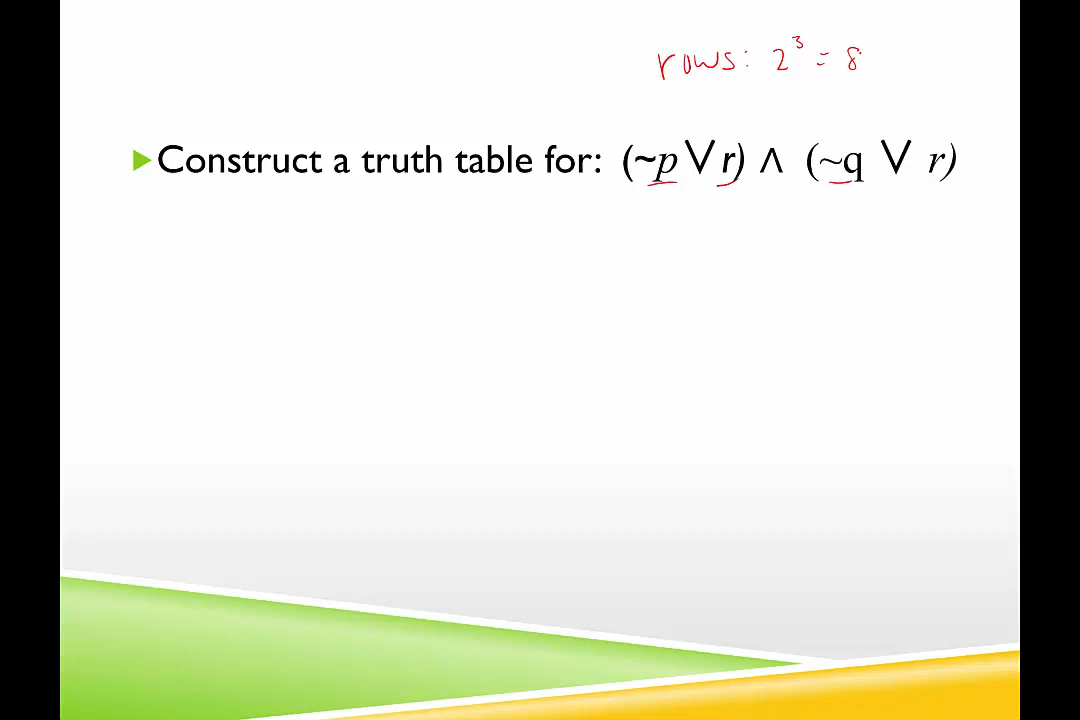 rows: 2³ = 8
Construct a truth table for: (~p ∨ r) ∧ (~q ∨ r)